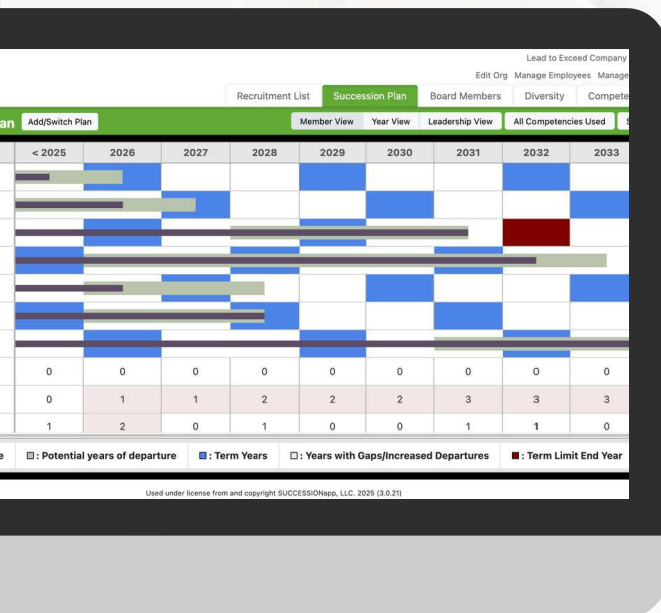 Lead to Exceed Company
Edit Org Manage Employees Manage
Recruitment List Succession Plan Board Members Diversity Compete
an Add/Switch Plan Member View Year View Leadership View All Competencies Used S
< 2025 2026 2027 2028 2029 2030 2031 2032 2033
0 0 0 0 0 0 0 0 0
0 1 1 2 2 2 3 3 3
1 2 0 1 0 0 1 1 0
e : Potential years of departure : Term Years : Years with Gaps/Increased Departures : Term Limit End Year
Used under license from and copyright SUCCESSIONapp, LLC. 2025 (3.0.21)